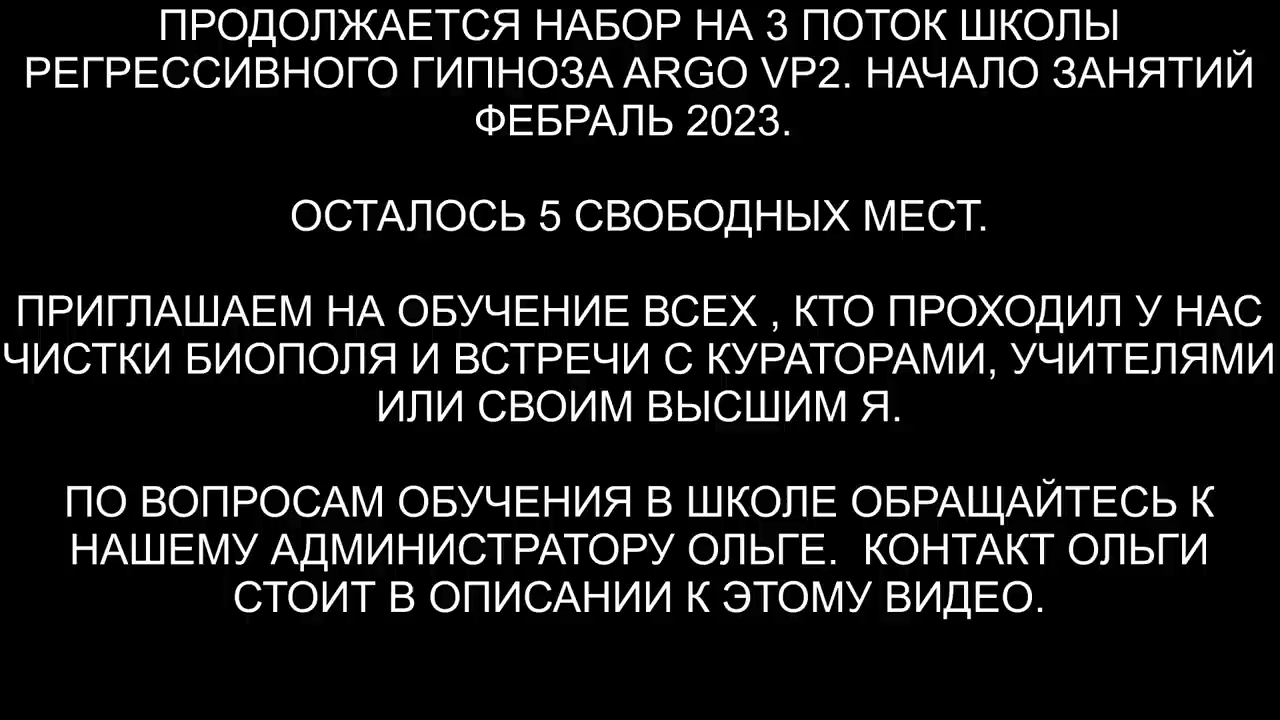 ПРОДОЛЖАЕТСЯ НАБОР НА 3 ПОТОК ШКОЛЫ
РЕГРЕССИВНОГО ГИПНОЗА ARGO VP2. НАЧАЛО ЗАНЯТИЙ
ФЕВРАЛЬ 2023.
ОСТАЛОСЬ 5 СВОБОДНЫХ МЕСТ.
ПРИГЛАШАЕМ НА ОБУЧЕНИЕ ВСЕХ , КТО ПРОХОДИЛ У НАС
ЧИСТКИ БИОПОЛЯ И ВСТРЕЧИ С КУРАТОРАМИ, УЧИТЕЛЯМИ
ИЛИ СВОИМ ВЫСШИМ Я.
ПО ВОПРОСАМ ОБУЧЕНИЯ В ШКОЛЕ ОБРАЩАЙТЕСЬ К
НАШЕМУ АДМИНИСТРАТОРУ ОЛЬГЕ.  КОНТАКТ ОЛЬГИ
СТОИТ В ОПИСАНИИ К ЭТОМУ ВИДЕО.